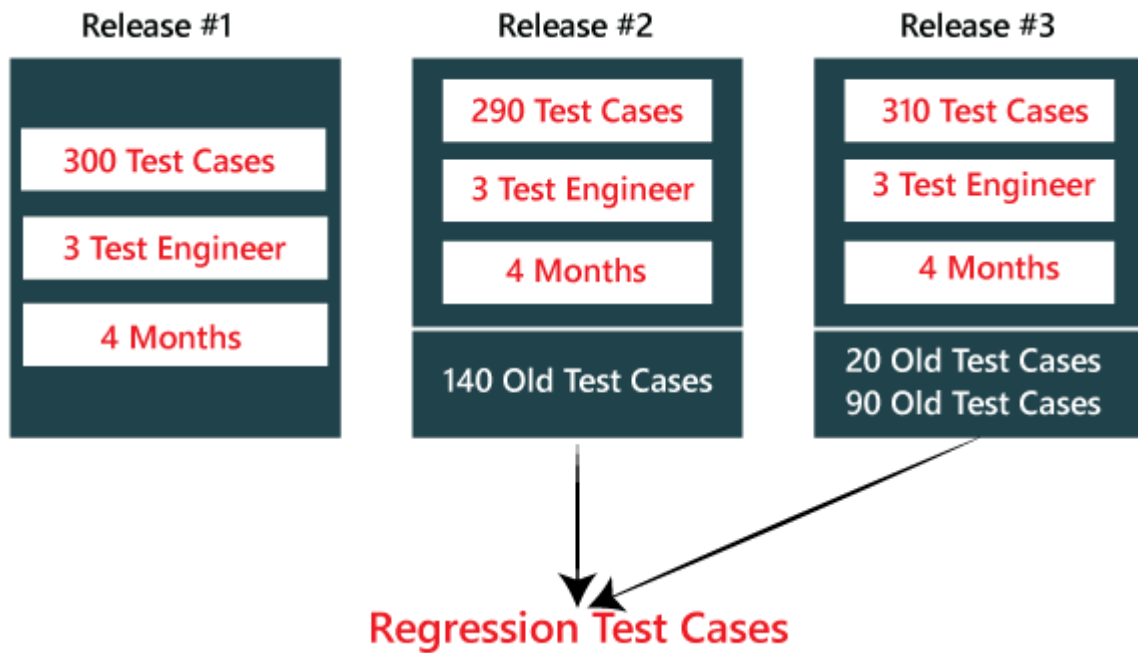 Release #1
300 Test Cases
3 Test Engineer
4 Months
Release #2
290 Test Cases
3 Test Engineer
4 Months
140 Old Test Cases
Release #3
310 Test Cases
3 Test Engineer
4 Months
20 Old Test Cases
90 Old Test Cases
Regression Test Cases